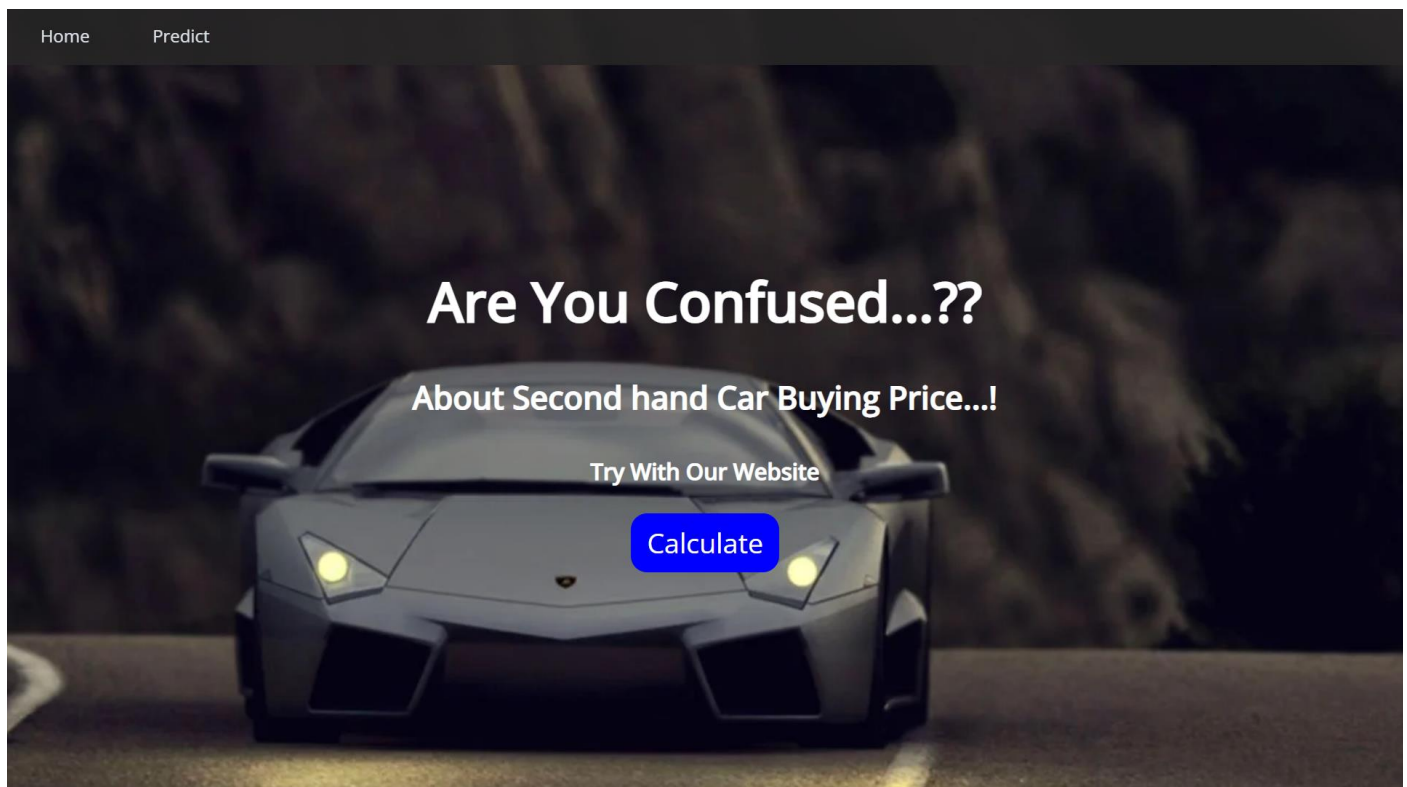 Home Predict
Are You Confused...??
About Second hand Car Buying Price...!
Try With Our Website
Calculate